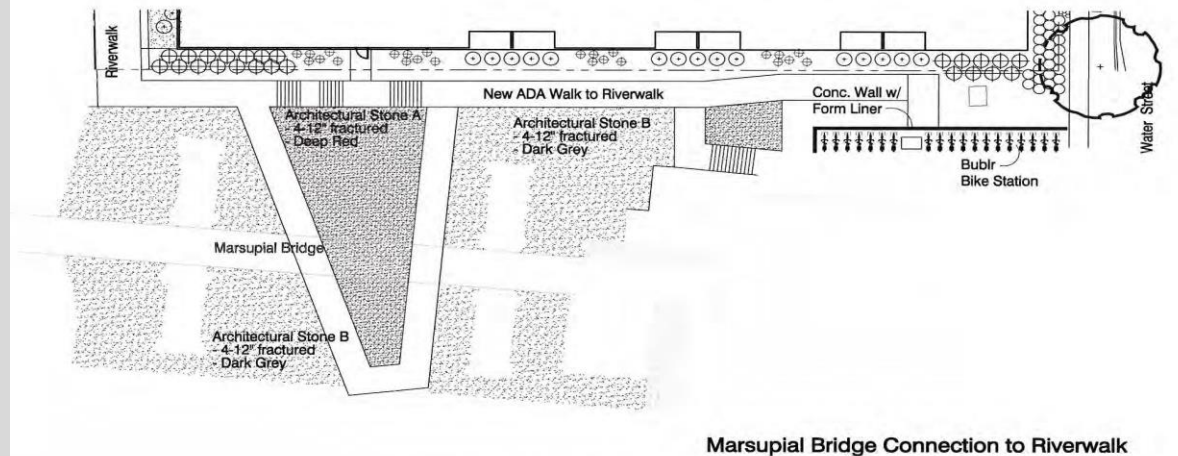 Riverwalk
New ADA Walk to Riverwalk
Conc. Wall w/
Form Liner
Water Street
Architectural Stone A
- 4-12" fractured
- Deep Red
Architectural Stone B
- 4-12" fractured
- Dark Grey
Bublr
Bike Station
Marsupial Bridge
Architectural Stone B
- 4-12" fractured
- Dark Grey
Marsupial Bridge Connection to Riverwalk